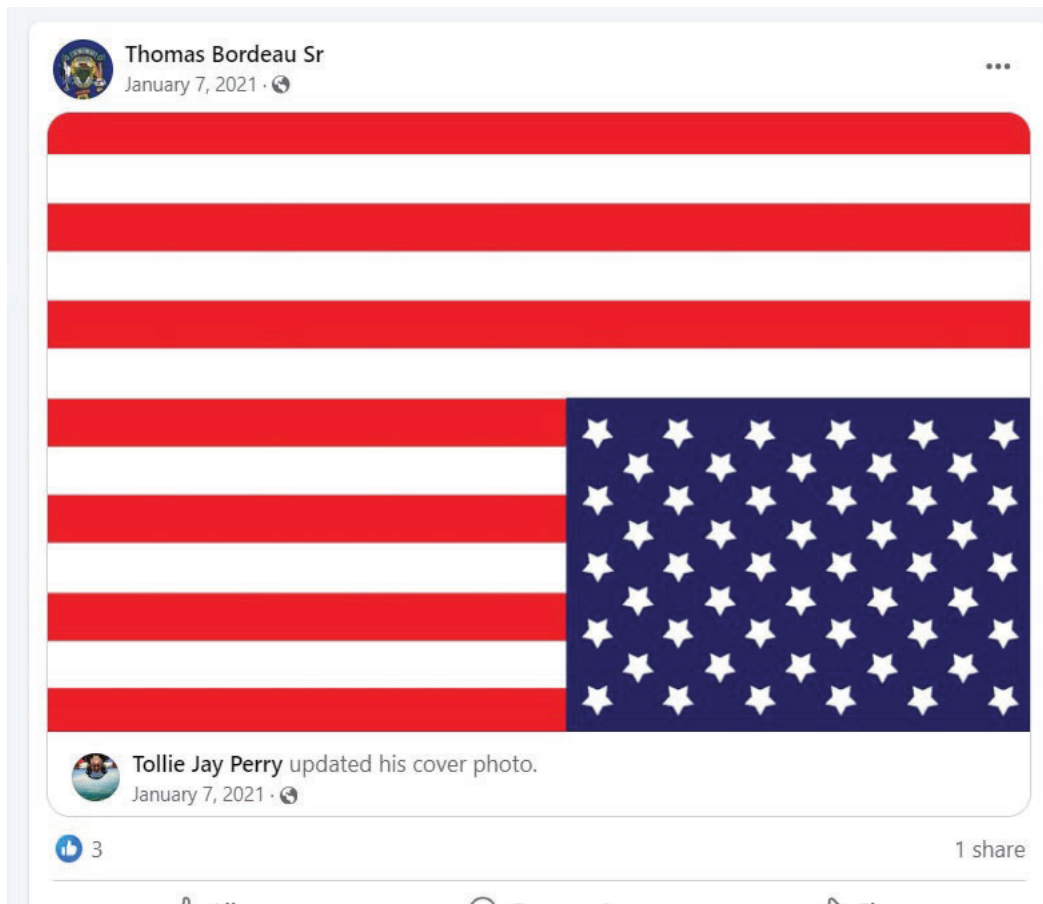 Thomas Bordeau Sr
January 7, 2021 ·
Tollie Jay Perry updated his cover photo.
January 7, 2021 ·
3
1 share